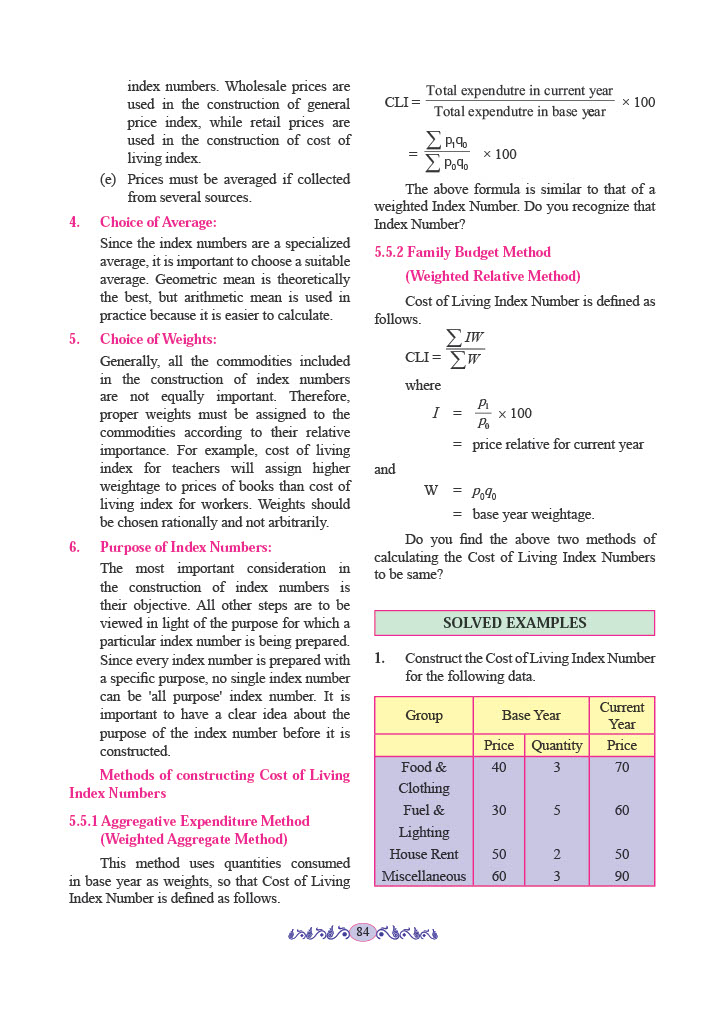 index numbers. Wholesale prices are
used in the construction of general
price index, while retail prices are
used in the construction of cost of
living index.
(e) Prices must be averaged if collected
from several sources.
4. Choice of Average:
Since the index numbers are a specialized
average, it is important to choose a suitable
average. Geometric mean is theoretically
the best, but arithmetic mean is used in
practice because it is easier to calculate.
5. Choice of Weights:
Generally, all the commodities included
in the construction of index numbers
are not equally important. Therefore,
proper weights must be assigned to the
commodities according to their relative
importance. For example, cost of living
index for teachers will assign higher
weightage to prices of books than cost of
living index for workers. Weights should
be chosen rationally and not arbitrarily.
6. Purpose of Index Numbers:
The most important consideration in
the construction of index numbers is
their objective. All other steps are to be
viewed in light of the purpose for which a
particular index number is being prepared.
Since every index number is prepared with
a specific purpose, no single index number
can be 'all purpose' index number. It is
important to have a clear idea about the
purpose of the index number before it is
constructed.
Methods of constructing Cost of Living
Index Numbers
5.5.1 Aggregative Expenditure Method
(Weighted Aggregate Method)
This method uses quantities consumed
in base year as weights, so that Cost of Living
Index Number is defined as follows.
CLI = Total expendutre in current year / Total expendutre in base year × 100
= ∑ p₁q₀ / ∑ p₀q₀ × 100
The above formula is similar to that of a
weighted Index Number. Do you recognize that
Index Number?
5.5.2 Family Budget Method
(Weighted Relative Method)
Cost of Living Index Number is defined as
follows.
CLI = ∑ IW / ∑ W
where
I = p₁ / p₀ × 100
= price relative for current year
and
W = p₀q₀
= base year weightage.
Do you find the above two methods of
calculating the Cost of Living Index Numbers
to be same?
SOLVED EXAMPLES
1. Construct the Cost of Living Index Number
for the following data.
Group Base Year Current
Year
Price Quantity Price
Food & 40 3 70
Clothing
Fuel & 30 5 60
Lighting
House Rent 50 2 50
Miscellaneous 60 3 90
84